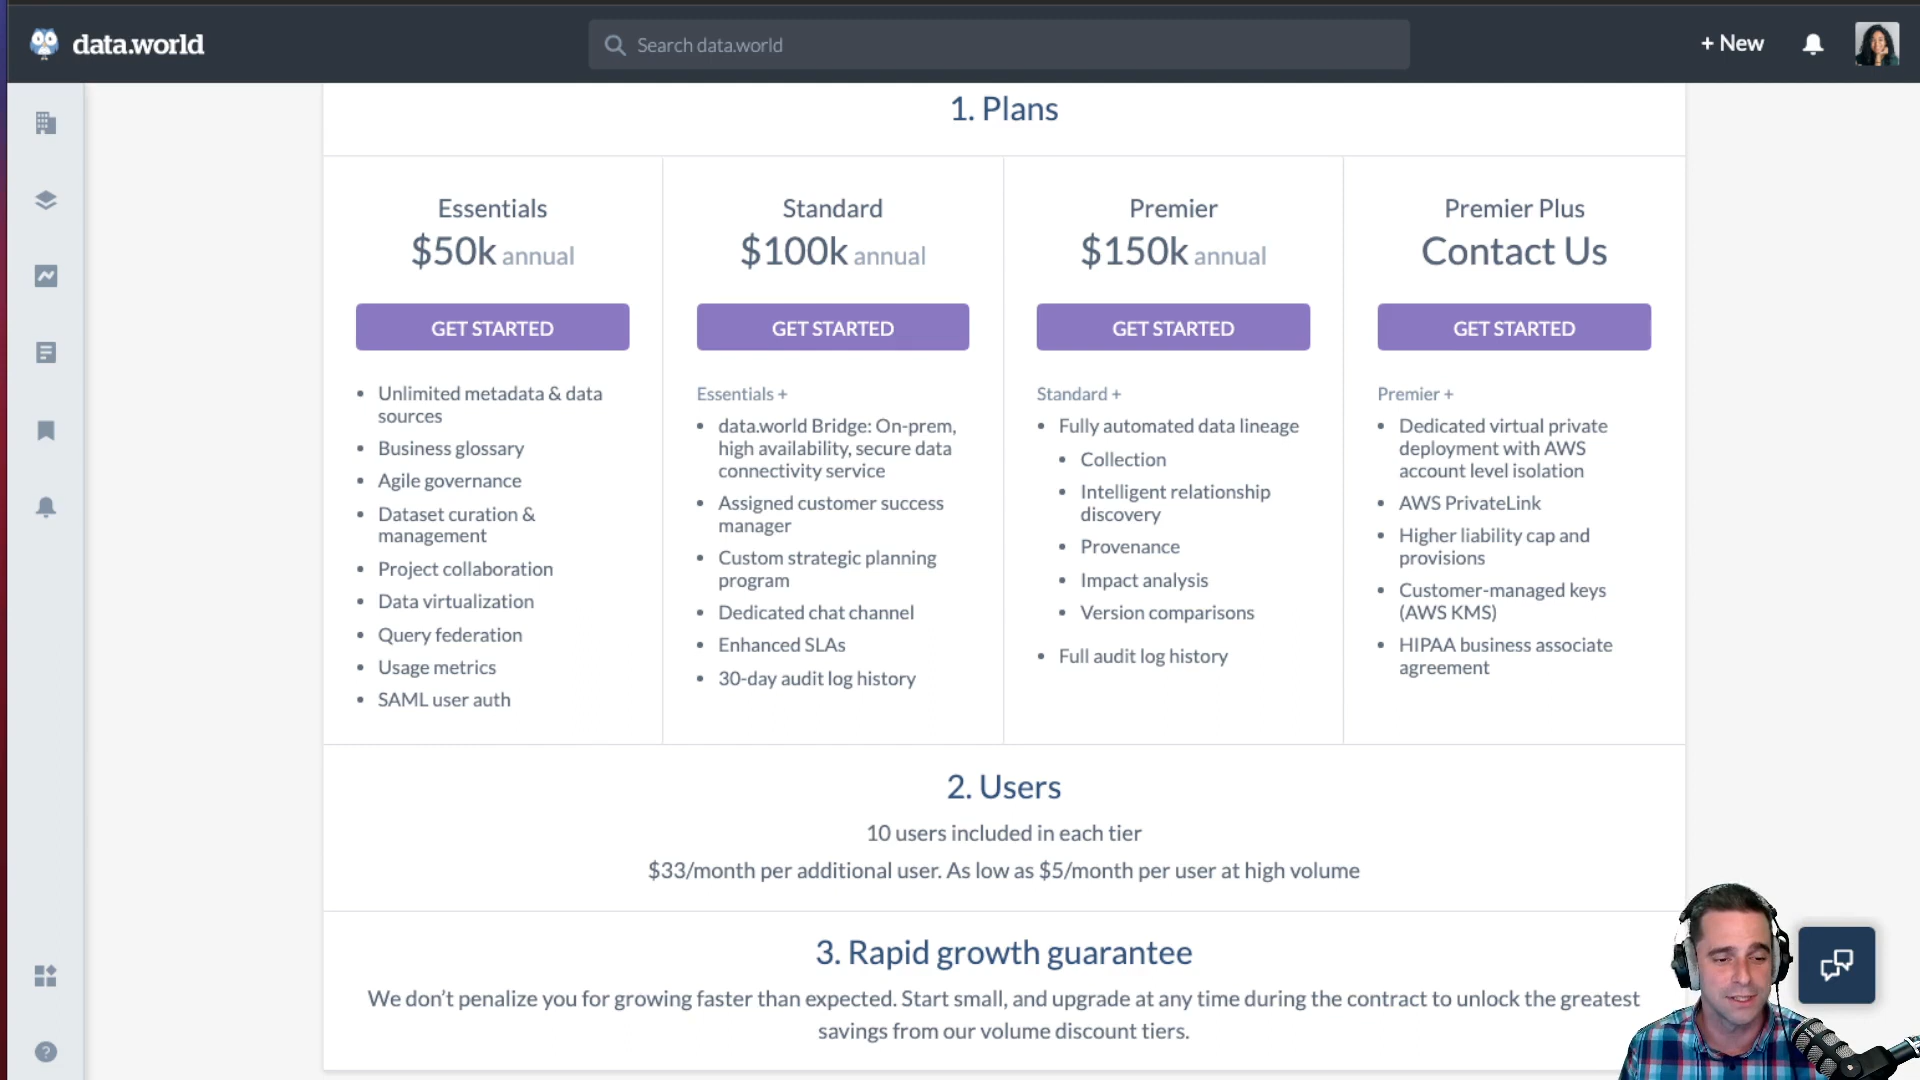 data.world
Search data.world
+ New
1. Plans
Essentials
$50k annual
GET STARTED
• Unlimited metadata & data
sources
• Business glossary
• Agile governance
• Dataset curation &
management
• Project collaboration
• Data virtualization
• Query federation
• Usage metrics
• SAML user auth
Standard
$100k annual
GET STARTED
Essentials +
• data.world Bridge: On-prem,
high availability, secure data
connectivity service
• Assigned customer success
manager
• Custom strategic planning
program
• Dedicated chat channel
• Enhanced SLAs
• 30-day audit log history
Premier
$150k annual
GET STARTED
Standard +
• Fully automated data lineage
• Collection
• Intelligent relationship
discovery
• Provenance
• Impact analysis
• Version comparisons
• Full audit log history
Premier Plus
Contact Us
GET STARTED
Premier +
• Dedicated virtual private
deployment with AWS
account level isolation
• AWS PrivateLink
• Higher liability cap and
provisions
• Customer-managed keys
(AWS KMS)
• HIPAA business associate
agreement
2. Users
10 users included in each tier
$33/month per additional user. As low as $5/month per user at high volume
3. Rapid growth guarantee
We don’t penalize you for growing faster than expected. Start small, and upgrade at any time during the contract to unlock the greatest
savings from our volume discount tiers.
?